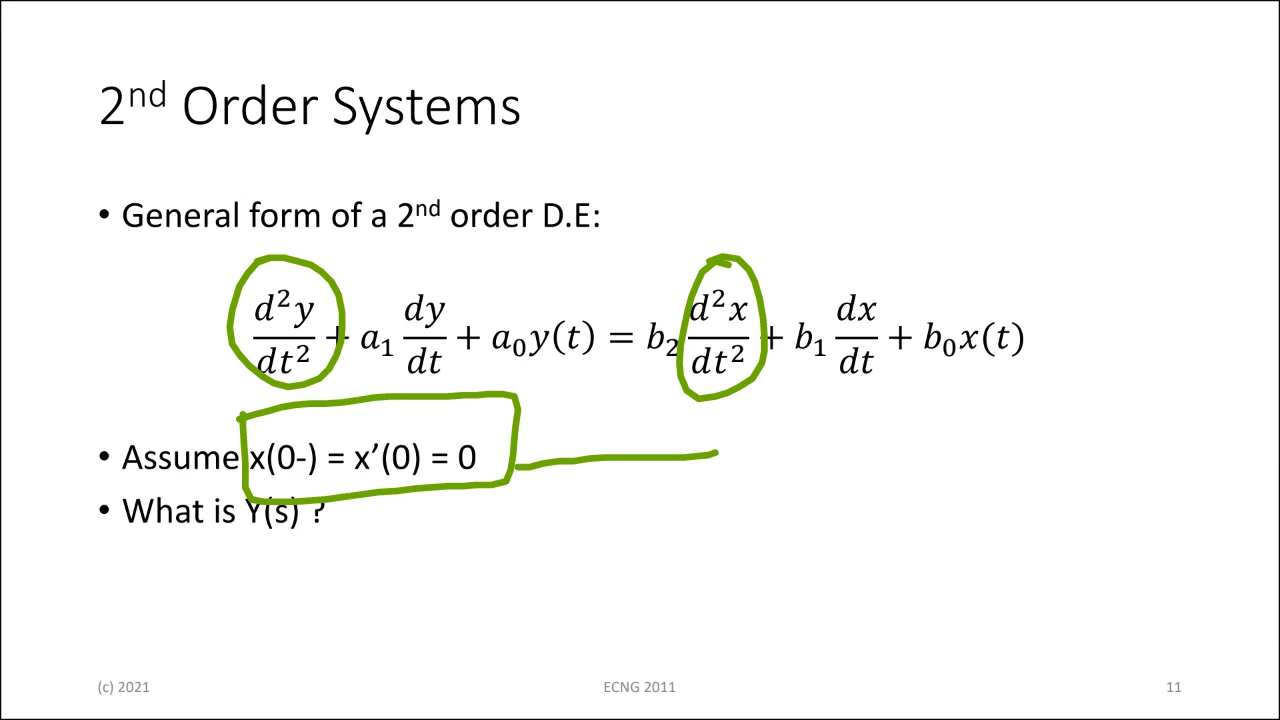 2nd Order Systems
• General form of a 2nd order D.E:
d²y/dt² + a₁ dy/dt + a₀y(t) = b₂ d²x/dt² + b₁ dx/dt + b₀x(t)
• Assume x(0-) = x’(0) = 0
• What is Y(s) ?
(c) 2021
ECNG 2011
11